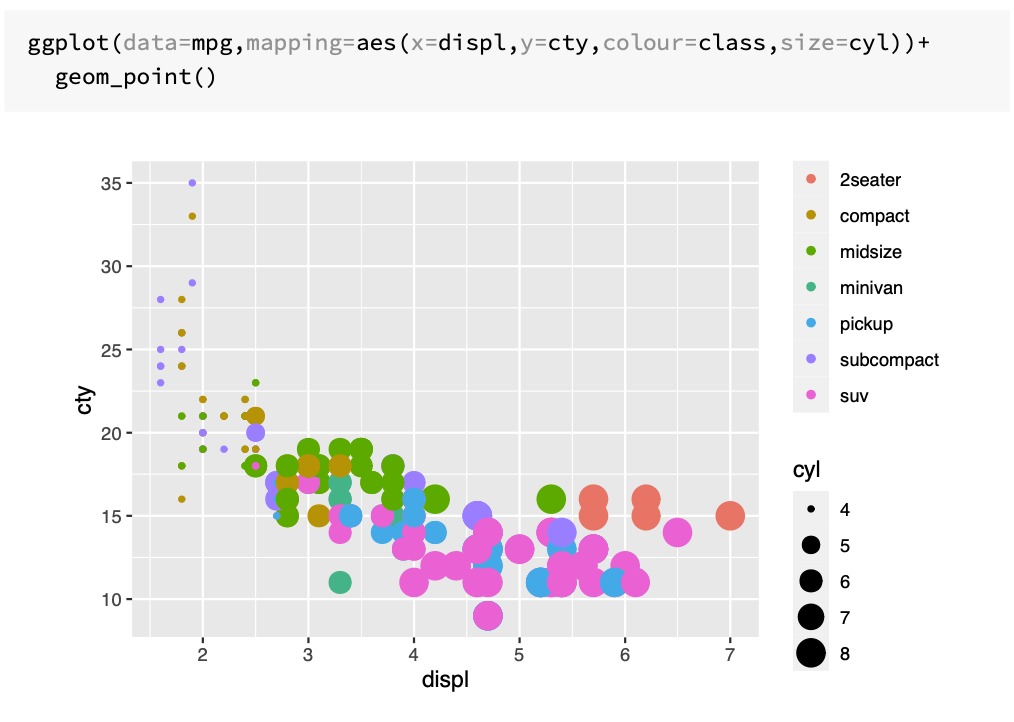 ggplot(data=mpg,mapping=aes(x=displ,y=cty,colour=class,size=cyl))+
geom_point()
35
30
25
20
15
10
cty
2 3 4 5 6 7
displ
2seater
compact
midsize
minivan
pickup
subcompact
suv
cyl
4
5
6
7
8